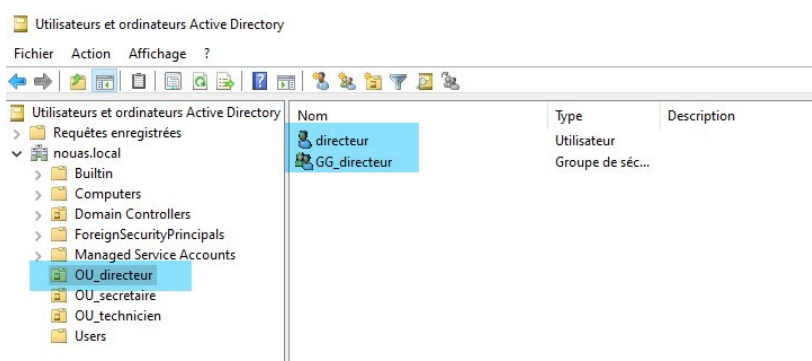 Utilisateurs et ordinateurs Active Directory
Fichier Action Affichage ?
Utilisateurs et ordinateurs Active Directory
Requêtes enregistrées
nouas.local
Builtin
Computers
Domain Controllers
ForeignSecurityPrincipals
Managed Service Accounts
OU_directeur
OU_secretaire
OU_technicien
Users
Nom Type Description
directeur Utilisateur
GG_directeur Groupe de séc...